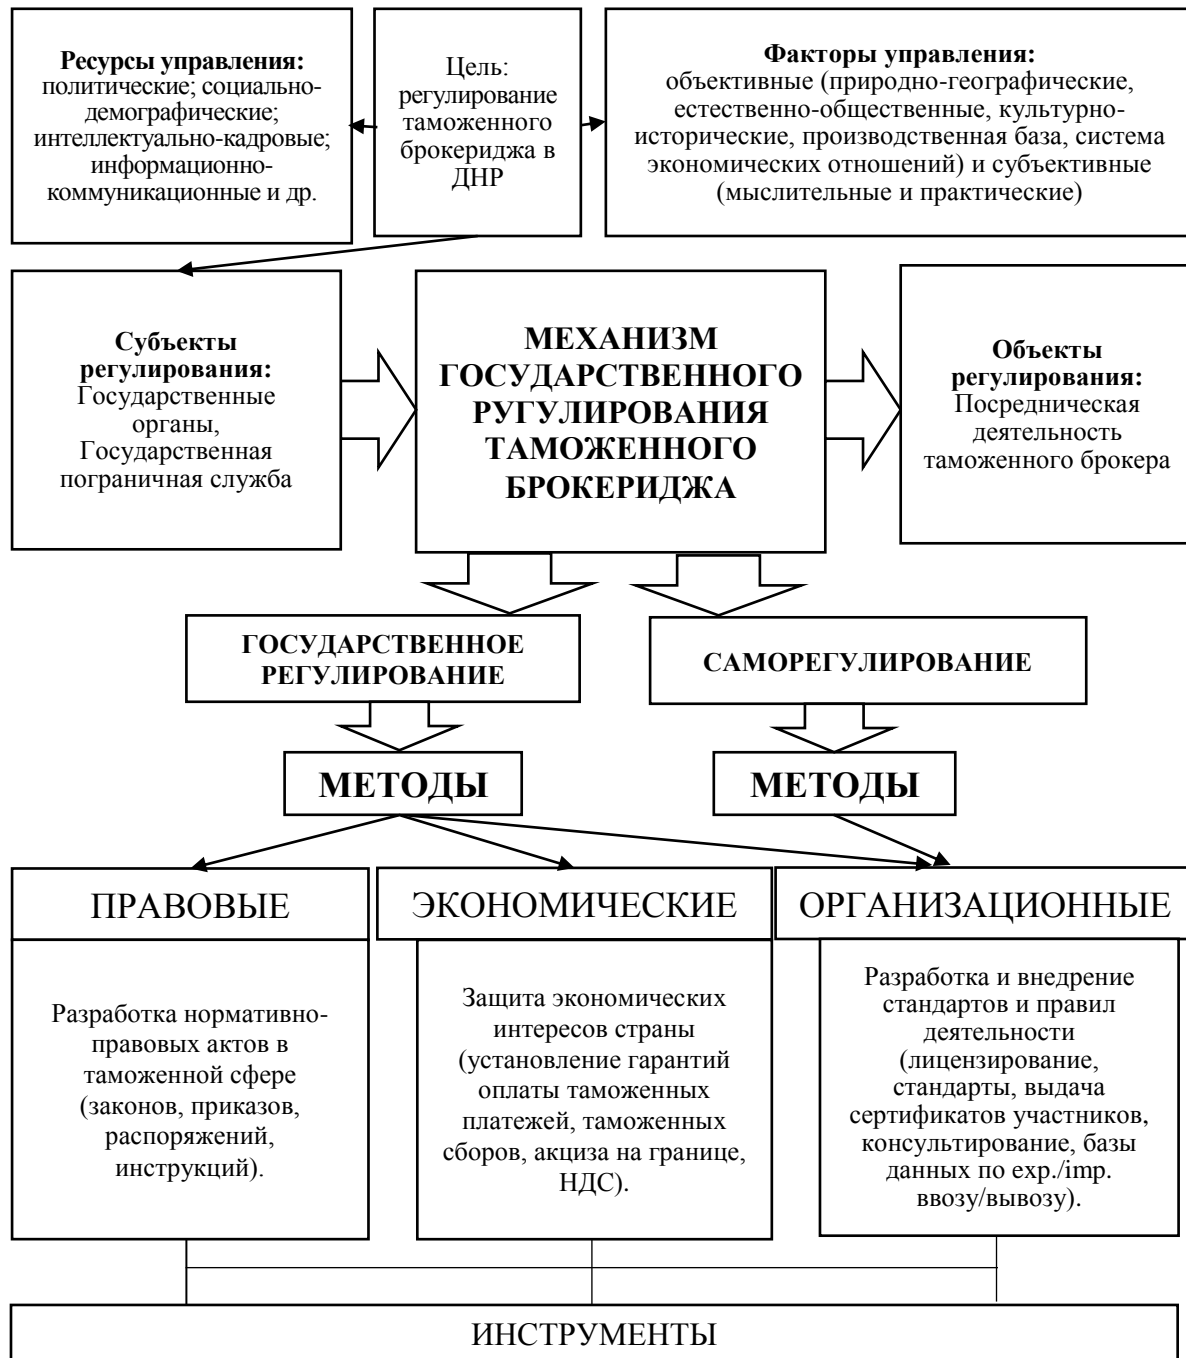 Ресурсы управления:
политические; социально-
демографические;
интеллектуально-кадровые;
информационно-
коммуникационные и др.
Цель:
регулирование
таможенного
брокериджа в
ДНР
Факторы управления:
объективные (природно-географические,
естественно-общественные, культурно-
исторические, производственная база, система
экономических отношений) и субъективные
(мыслительные и практические)
Субъекты
регулирования:
Государственные
органы,
Государственная
пограничная служба
МЕХАНИЗМ
ГОСУДАРСТВЕННОГО
РУГУЛИРОВАНИЯ
ТАМОЖЕННОГО
БРОКЕРИДЖА
Объекты
регулирования:
Посредническая
деятельность
таможенного брокера
ГОСУДАРСТВЕННОЕ
РЕГУЛИРОВАНИЕ
САМОРЕГУЛИРОВАНИЕ
МЕТОДЫ
МЕТОДЫ
ПРАВОВЫЕ
ЭКОНОМИЧЕСКИЕ
ОРГАНИЗАЦИОННЫЕ
Разработка нормативно-
правовых актов в
таможенной сфере
(законов, приказов,
распоряжений,
инструкций).
Защита экономических
интересов страны
(установление гарантий
оплаты таможенных
платежей, таможенных
сборов, акциза на границе,
НДС).
Разработка и внедрение
стандартов и правил
деятельности
(лицензирование,
стандарты, выдача
сертификатов участников,
консультирование, базы
данных по exp./imp.
ввозу/вывозу).
ИНСТРУМЕНТЫ